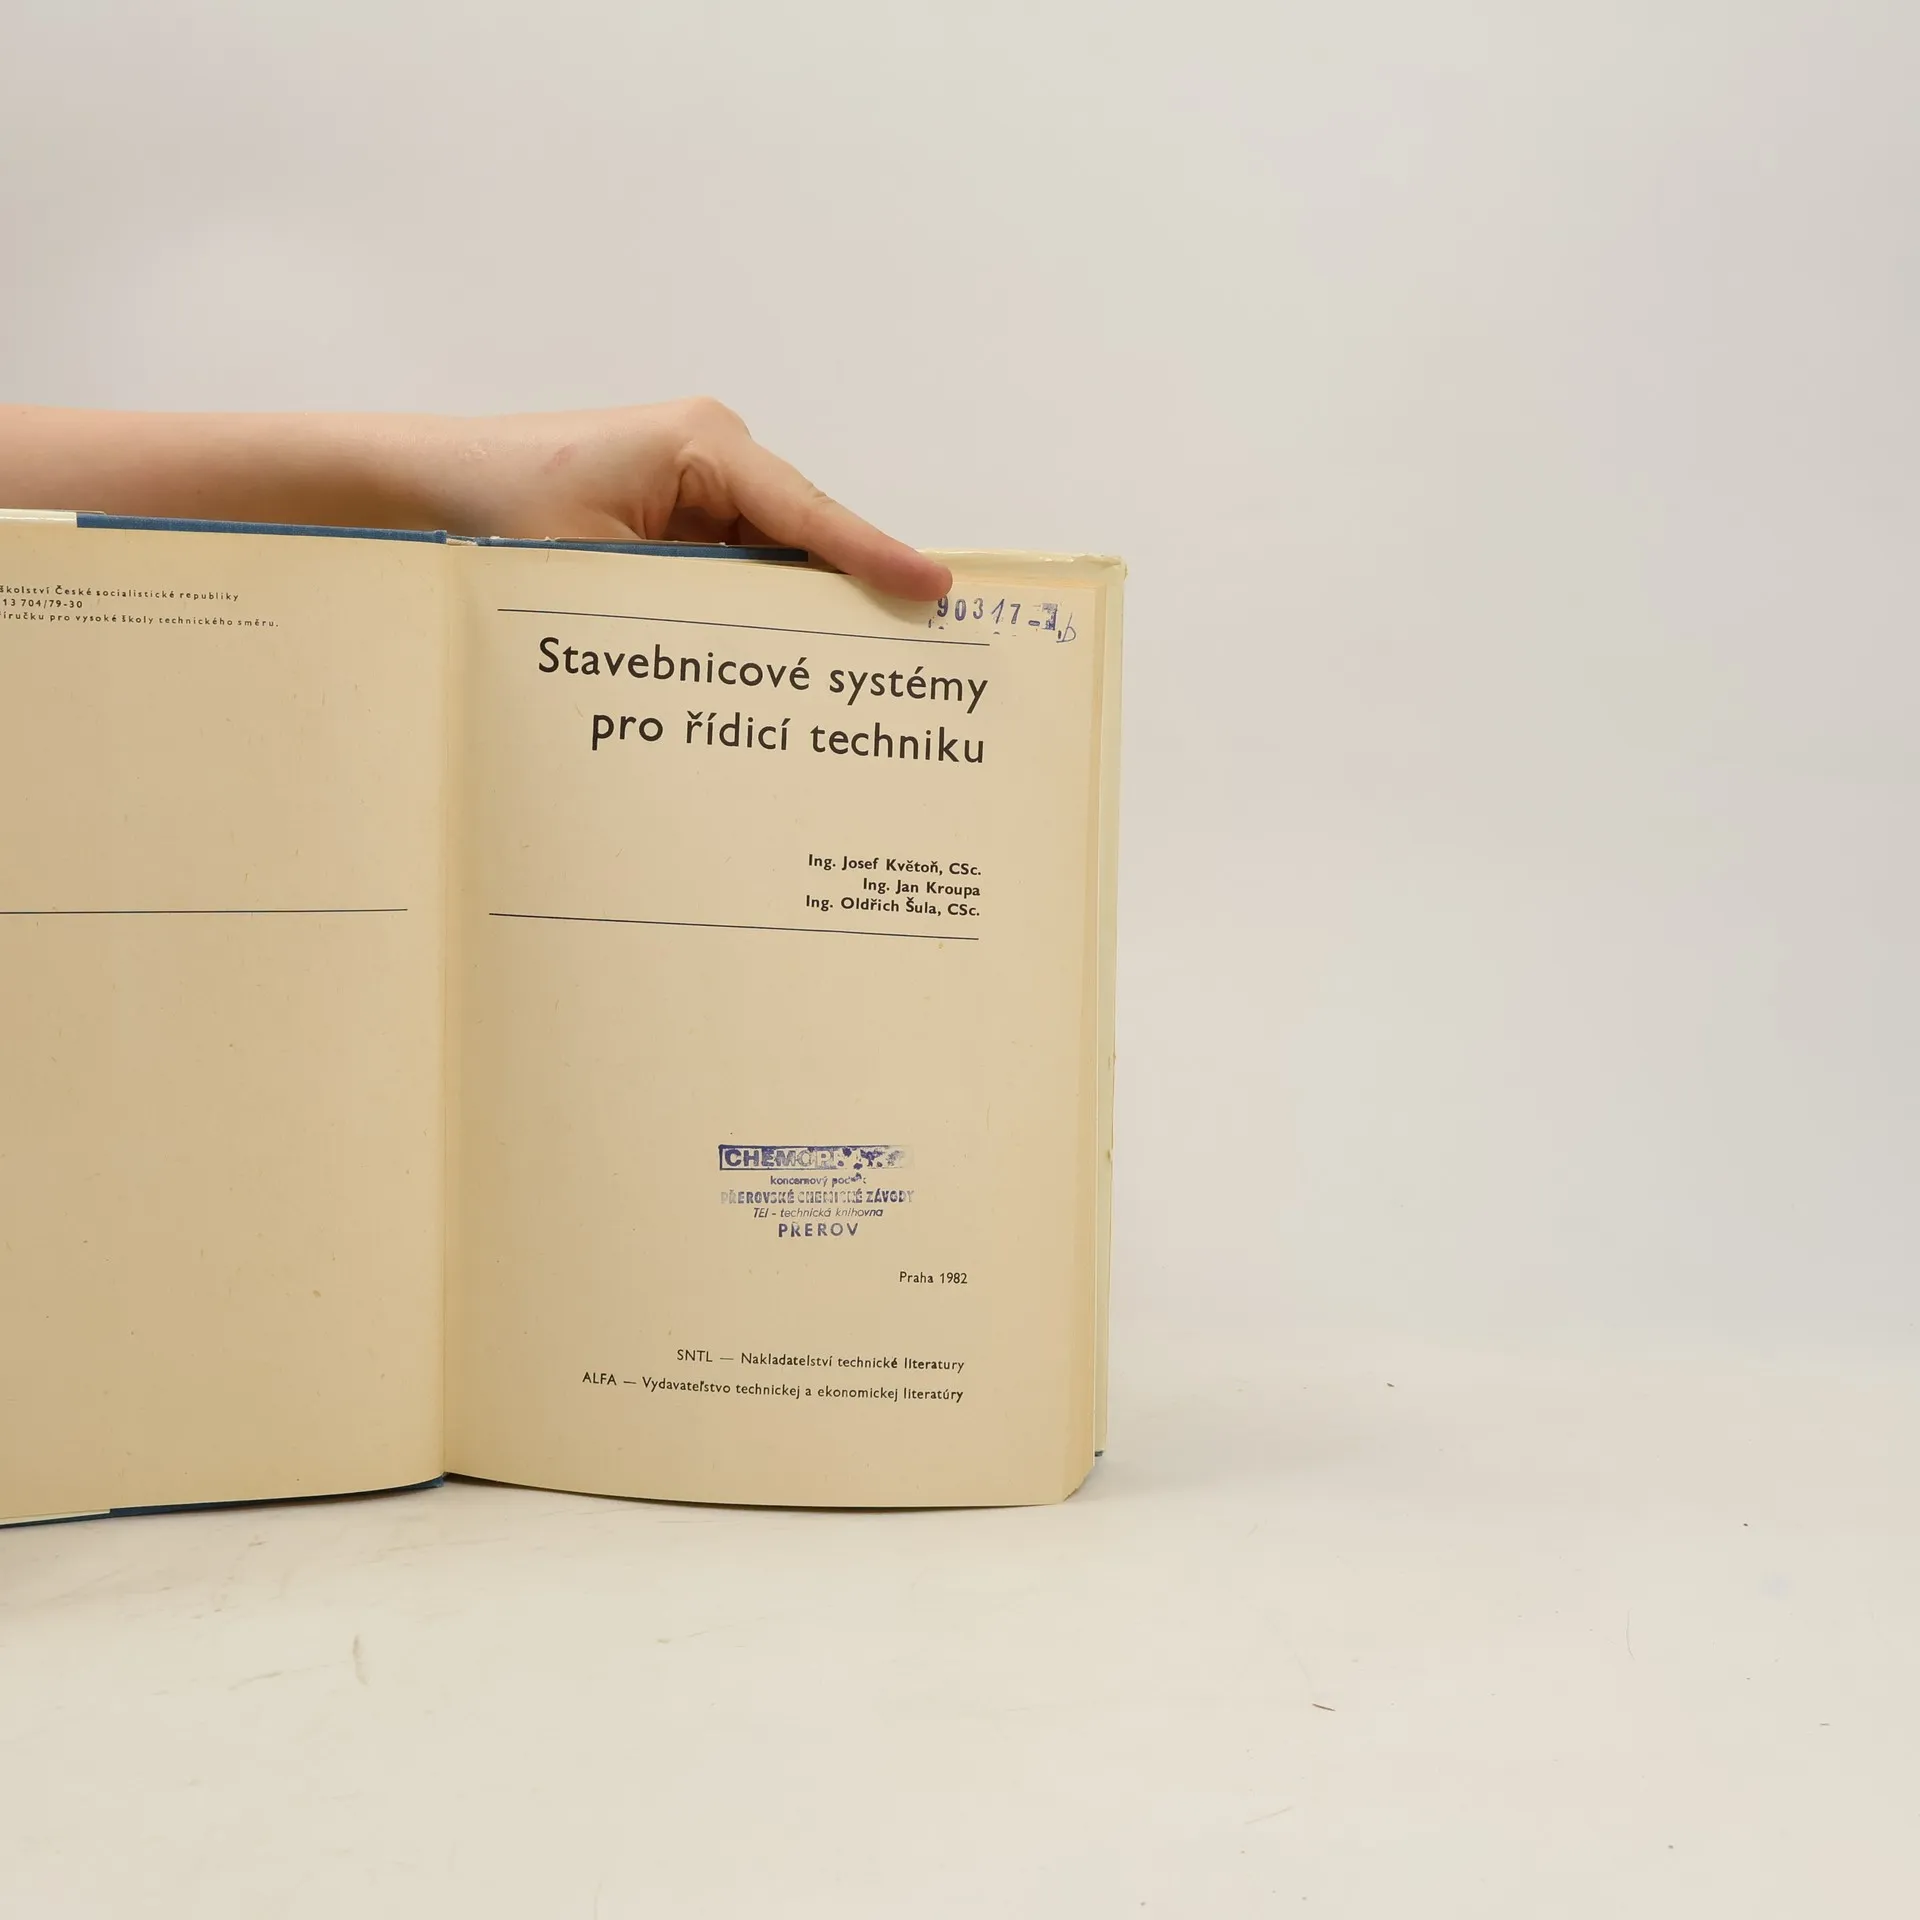 školství České socialistické republiky
13 704/79-30
říručku pro vysoké školy technického směru.
90317
Stavebnicové systémy
pro řídicí techniku
Ing. Josef Květoň, CSc.
Ing. Jan Kroupa
Ing. Oldřich Šula, CSc.
koncernový
PŘEROVSKÉ CHEMICKÉ ZÁVODY
TEI - technická knihovna
PŘEROV
Praha 1982
SNTL — Nakladatelství technické literatury
ALFA — Vydavateľstvo technickej a ekonomickej literatúry